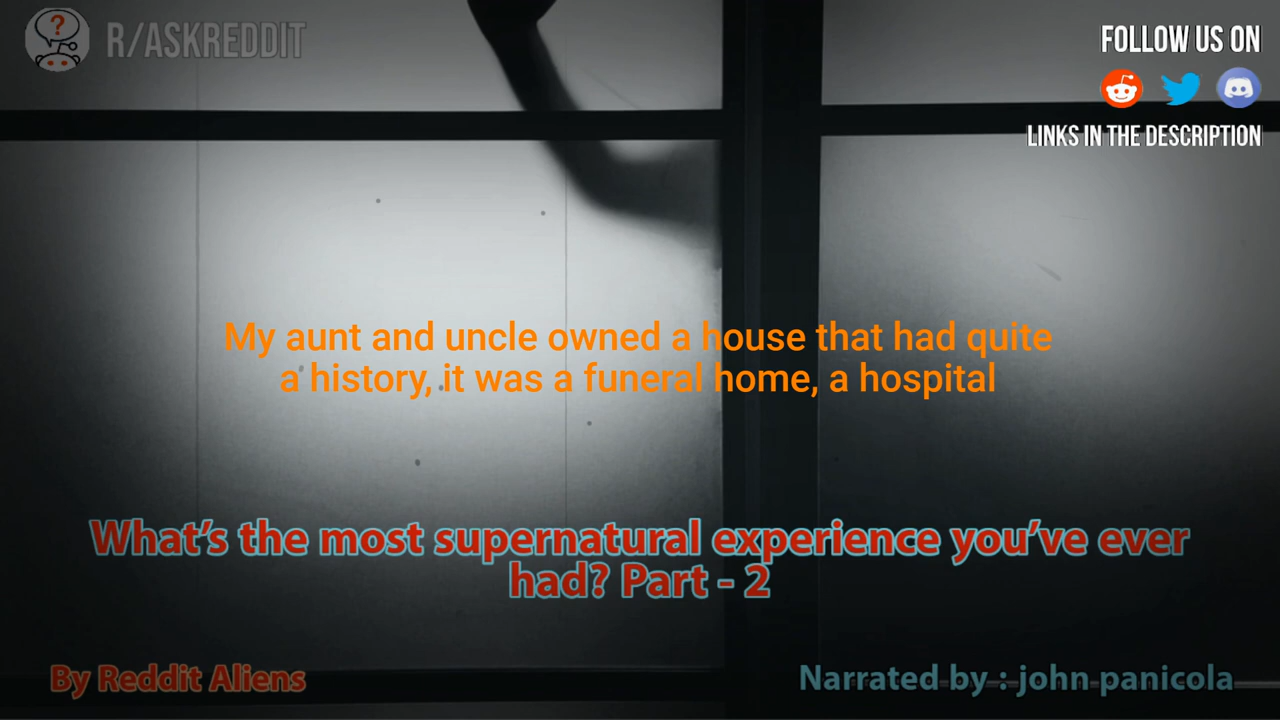 R/ASKREDDIT
FOLLOW US ON
LINKS IN THE DESCRIPTION
My aunt and uncle owned a house that had quite
a history, it was a funeral home, a hospital
What's the most supernatural experience you've ever
had? Part - 2
By Reddit Aliens
Narrated by : john panicola